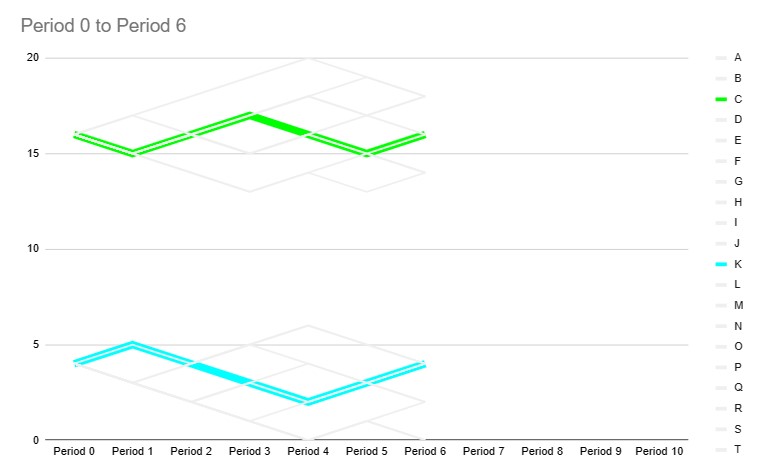 Period 0 to Period 6
20
15
10
5
0
Period 0 Period 1 Period 2 Period 3 Period 4 Period 5 Period 6 Period 7 Period 8 Period 9 Period 10
A
B
C
D
E
F
G
H
I
J
K
L
M
N
O
P
Q
R
S
T